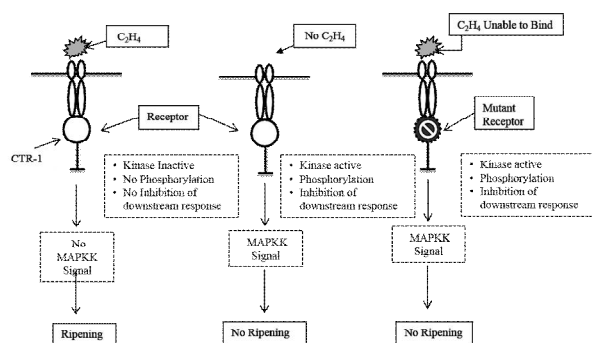 C₂H₄
No C₂H₄
C₂H₄ Unable to Bind
Receptor
Mutant
Receptor
CTR-1
• Kinase Inactive
• No Phosphorylation
• No Inhibition of
downstream response
• Kinase active
• Phosphorylation
• Inhibition of
downstream response
• Kinase active
• Phosphorylation
• Inhibition of
downstream response
No
MAPKK
Signal
MAPKK
Signal
MAPKK
Signal
Ripening
No Ripening
No Ripening